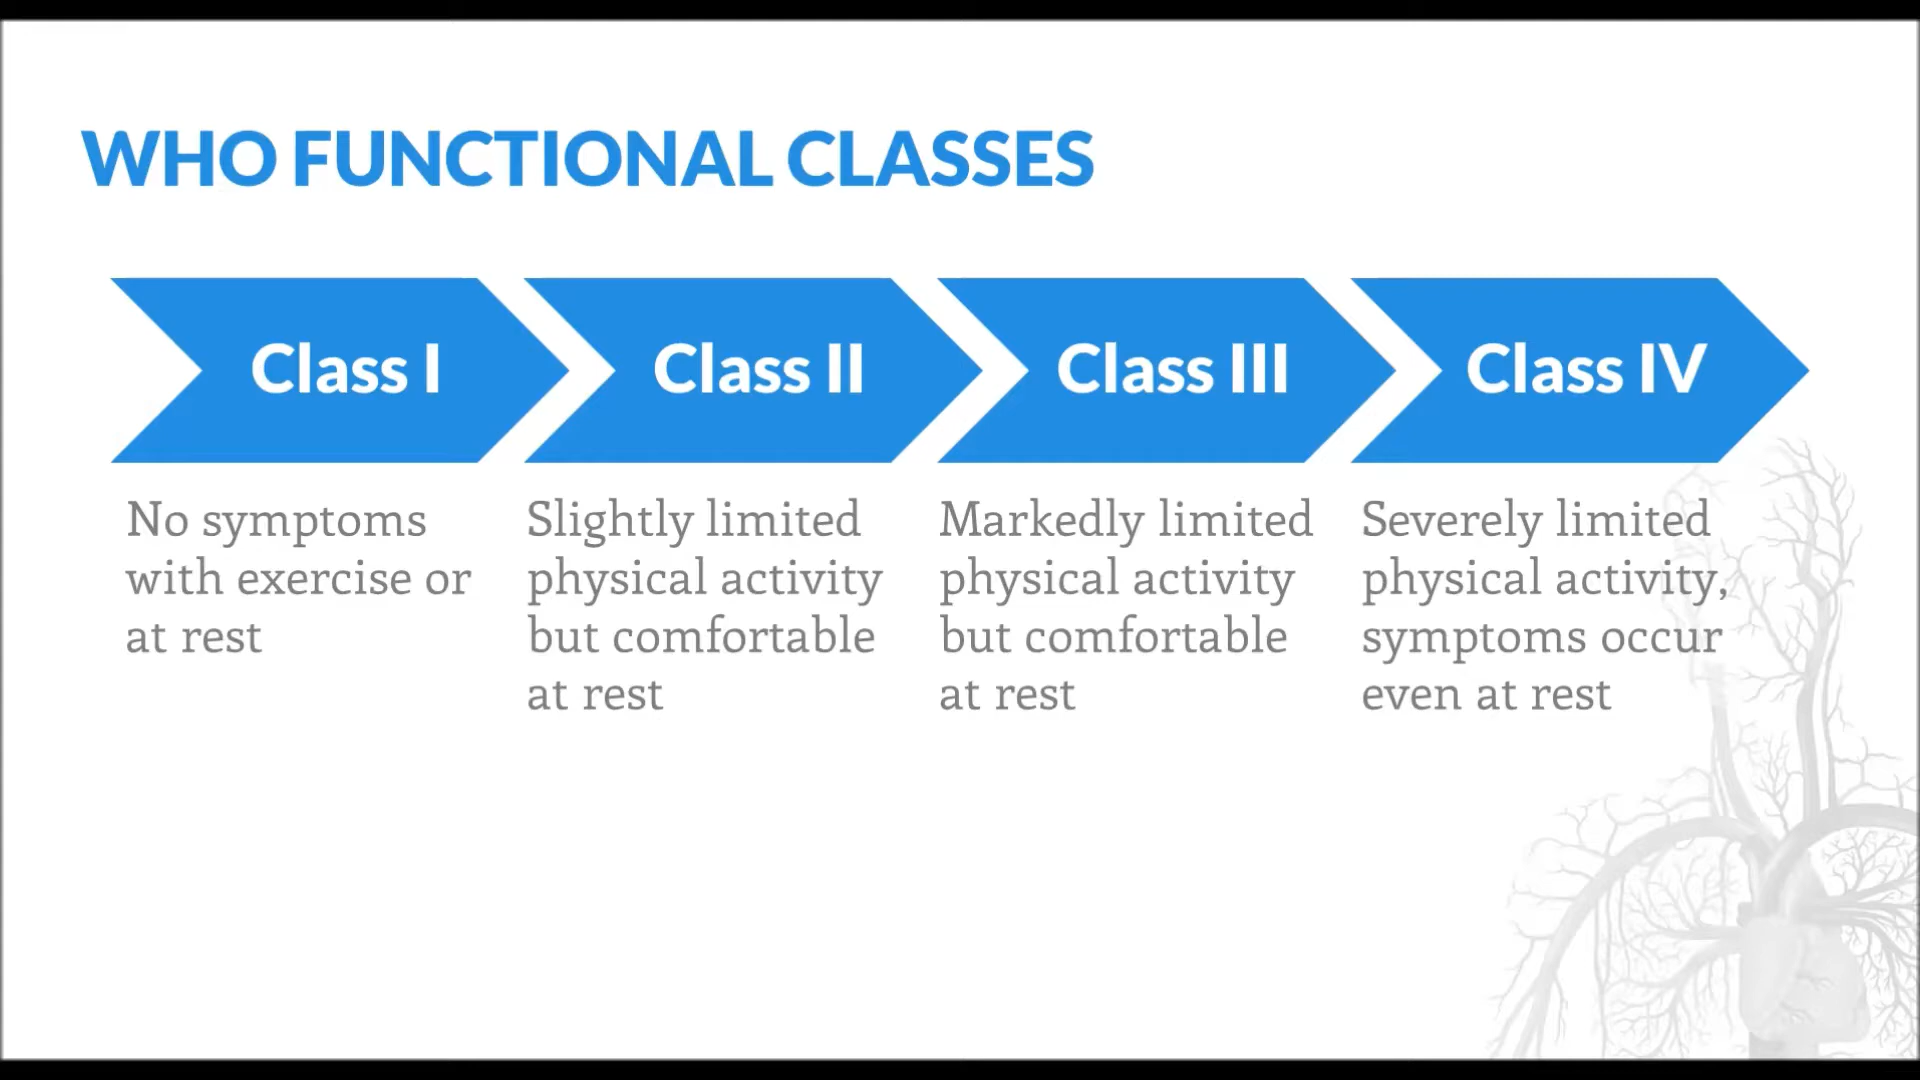 WHO FUNCTIONAL CLASSES
Class I
Class II
Class III
Class IV
No symptoms
with exercise or
at rest
Slightly limited
physical activity
but comfortable
at rest
Markedly limited
physical activity
but comfortable
at rest
Severely limited
physical activity,
symptoms occur
even at rest